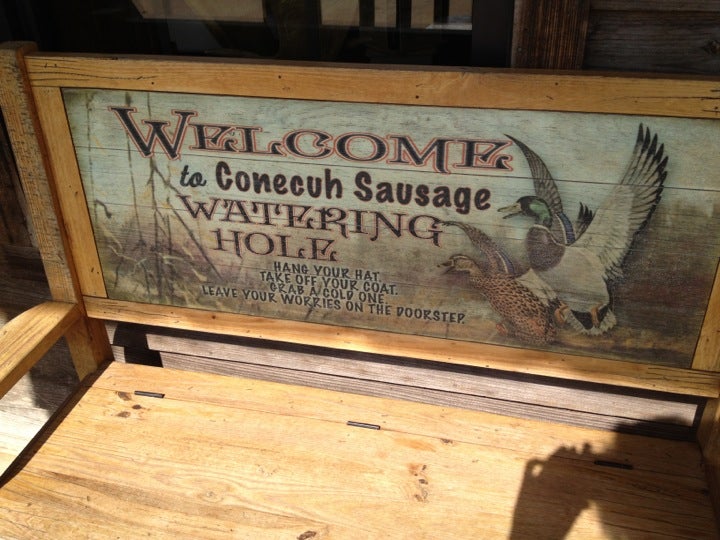 WELCOME
to Conecuh Sausage
WATERING
HOLE
HANG YOUR HAT.
TAKE OFF YOUR COAT.
GRAB A COLD ONE
LEAVE YOUR WORRIES ON THE DOORSTEP.